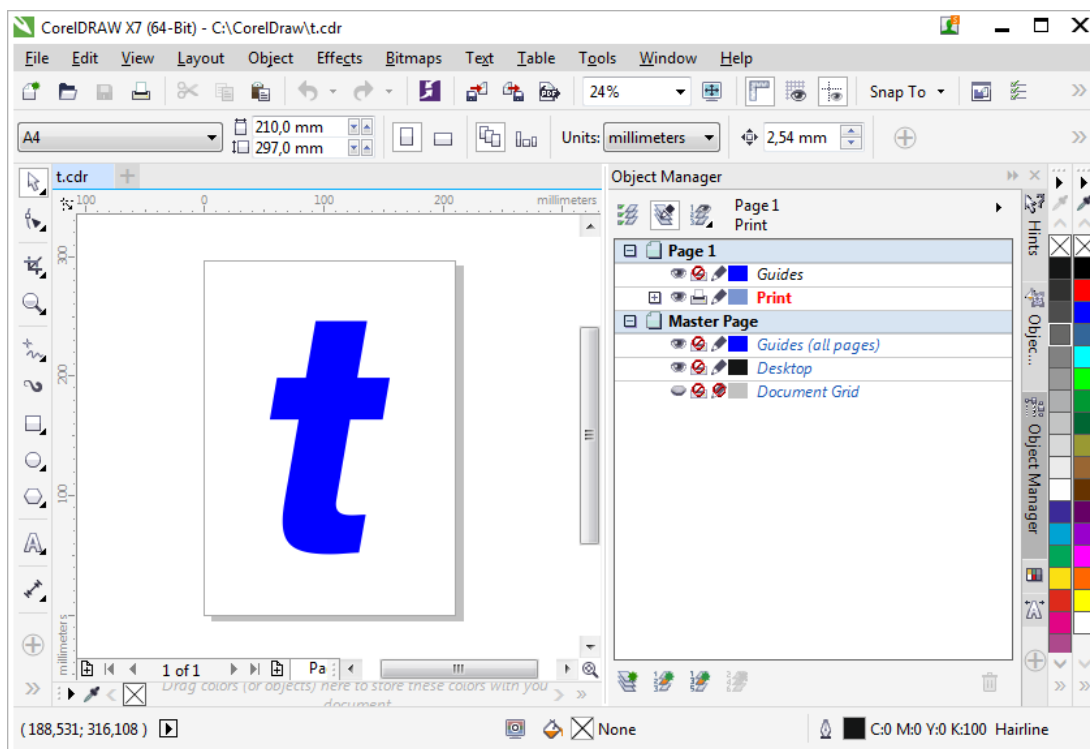 CorelDRAW X7 (64-Bit) - C:\CorelDraw\t.cdr
File Edit View Layout Object Effects Bitmaps Text Table Tools Window Help
PDF 24% Snap To
A4 210,0 mm Units: millimeters 2,54 mm
297,0 mm
t.cdr
100 0 100 200 millimeters
300
200
100
millimeters
t
Object Manager
Page 1
Print
Page 1
Guides
Print
Master Page
Guides (all pages)
Desktop
Document Grid
Hints
Objec...
Object Manager
1 of 1 Pa
Drag colors (or objects) here to store these colors with you
document
(188,531; 316,108 ) None C:0 M:0 Y:0 K:100 Hairline